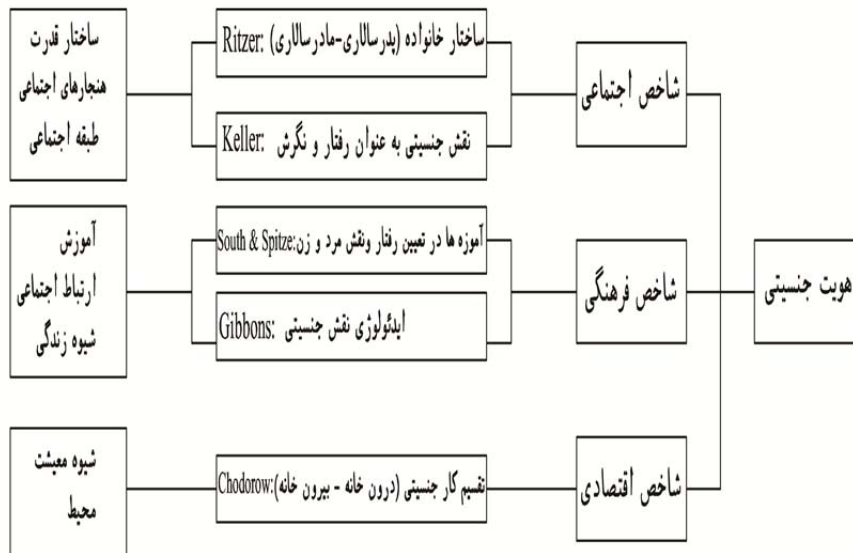 هویت جنسیتی
شاخص اجتماعی
Ritzer: ساختار خانواده (پدرسالاری-مادرسالاری)
Keller: نقش جنسیتی به عنوان رفتار و نگرش
ساختار قدرت
هنجارهای اجتماعی
طبقه اجتماعی
شاخص فرهنگی
South & Spitze:آموزه ها در تعیین رفتار ونقش مرد و زن
Gibbons: ایدئولوژی نقش جنسیتی
آموزش
ارتباط اجتماعی
شیوه زندگی
شاخص اقتصادی
Chodorow:تقسیم کار جنسیتی (درون خانه - بیرون خانه)
شیوه معیشت
محیط